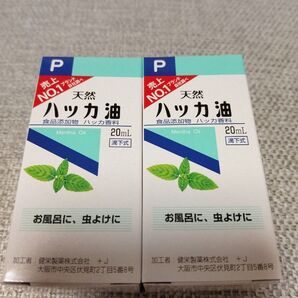 P
売上
NO.1
天然
ハッカ油
食品添加物 ハッカ香料
Mentha Oil
20mL
滴下式
お風呂に、虫よけに
加工者 健栄製薬株式会社 +J
大阪市中央区伏見町2丁目5番8号
P
売上
NO.1
天然
ハッカ油
食品添加物 ハッカ香料
Mentha Oil
20mL
滴下式
お風呂に、虫よけに
加工者 健栄製薬株式会社 +J
大阪市中央区伏見町2丁目5番8号